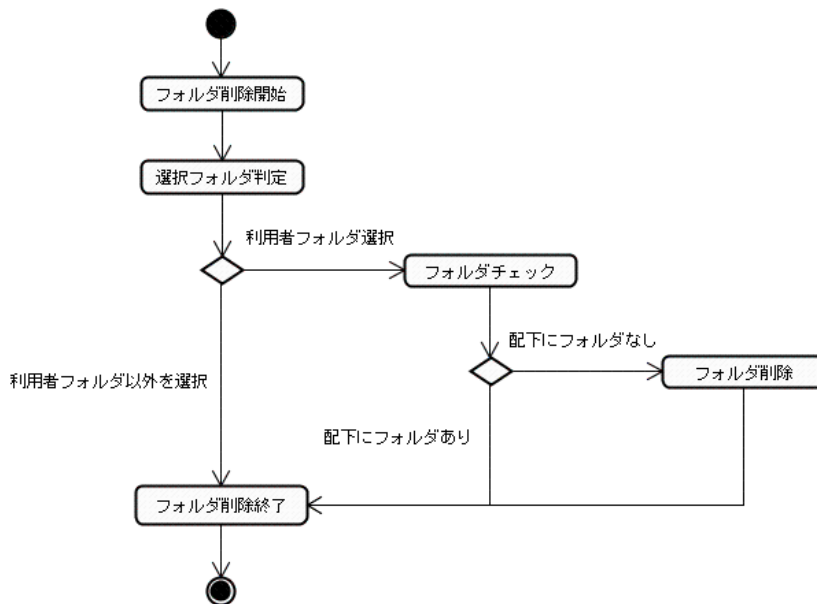 フォルダ削除開始
選択フォルダ判定
利用者フォルダ選択
フォルダチェック
配下にフォルダなし
フォルダ削除
利用者フォルダ以外を選択
配下にフォルダあり
フォルダ削除終了